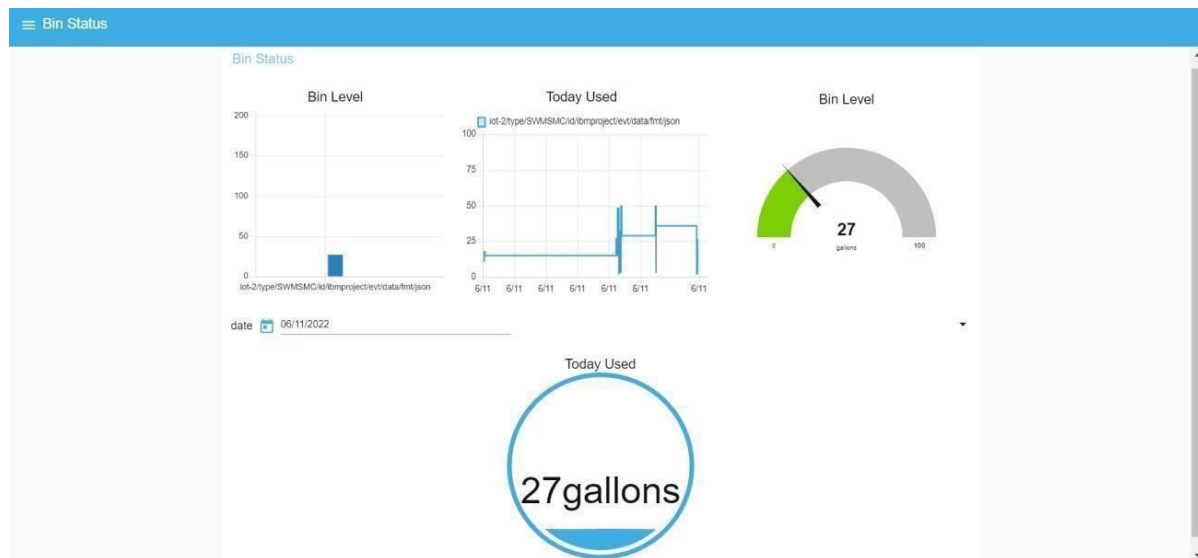 Bin Status
Bin Status
Bin Level
200
150
100
50
0
iot-2/type/SWMSMC/id/ibmproject/evt/data/fmt/json
Today Used
iot-2/type/SWMSMC/id/ibmproject/evt/data/fmt/json
100
75
50
25
0
6/11 6/11 6/11 6/11 6/11 6/11 6/11
Bin Level
27
gallons
0 100
date 06/11/2022
Today Used
27gallons